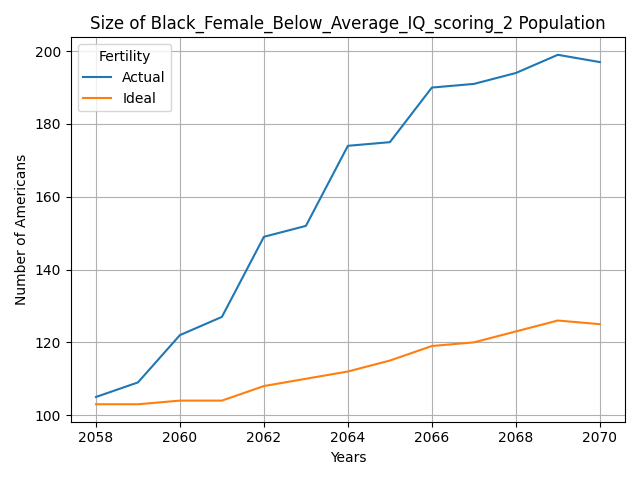 Size of Black_Female_Below_Average_IQ_scoring_2 Population
Fertility
Actual
Ideal
200
180
160
140
120
100
Number of Americans
2058 2060 2062 2064 2066 2068 2070
Years